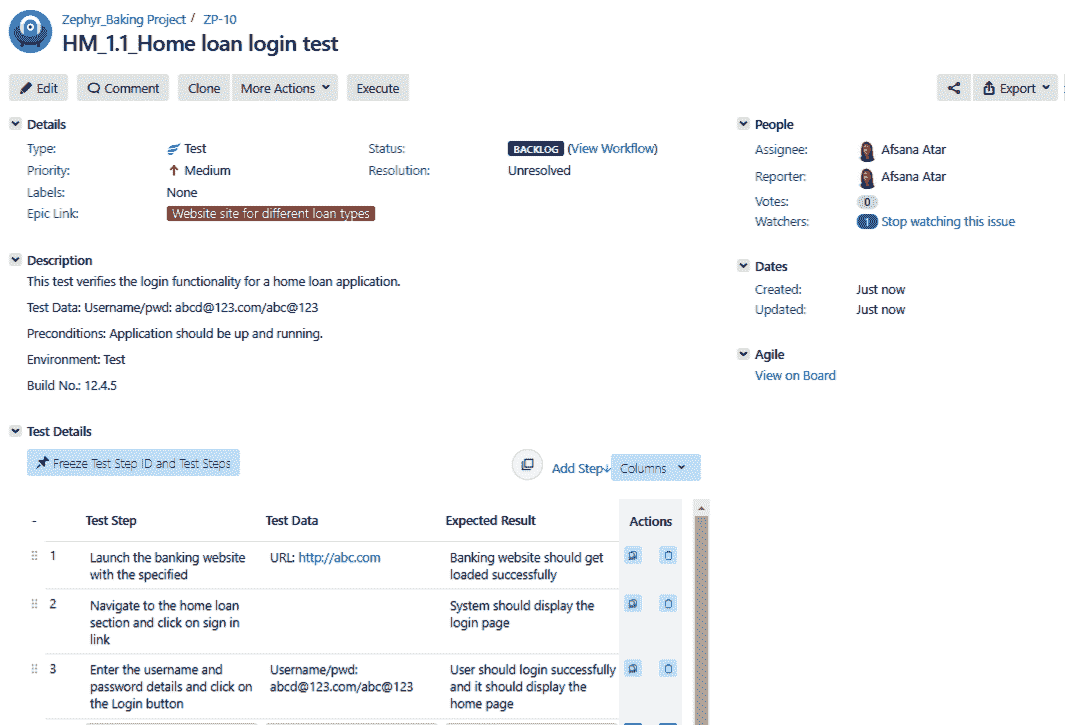 Zephyr_Baking Project / ZP-10
HM_1.1_Home loan login test
Edit Comment Clone More Actions Execute Export
Details
Type: Test Status: BACKLOG (View Workflow)
Priority: Medium Resolution: Unresolved
Labels: None
Epic Link: Website site for different loan types
Description
This test verifies the login functionality for a home loan application.
Test Data: Username/pwd: abcd@123.com/abc@123
Preconditions: Application should be up and running.
Environment: Test
Build No.: 12.4.5
People
Assignee: Afsana Atar
Reporter: Afsana Atar
Votes: 0
Watchers: 1 Stop watching this issue
Dates
Created: Just now
Updated: Just now
Agile
View on Board
Test Details
Freeze Test Step ID and Test Steps Add Step↓ Columns
- Test Step Test Data Expected Result Actions
1 Launch the banking website URL: http://abc.com Banking website should get
with the specified loaded successfully
2 Navigate to the home loan System should display the
section and click on sign in login page
link
3 Enter the username and Username/pwd: User should login successfully
password details and click on abcd@123.com/abc@123 and it should display the
the Login button home page